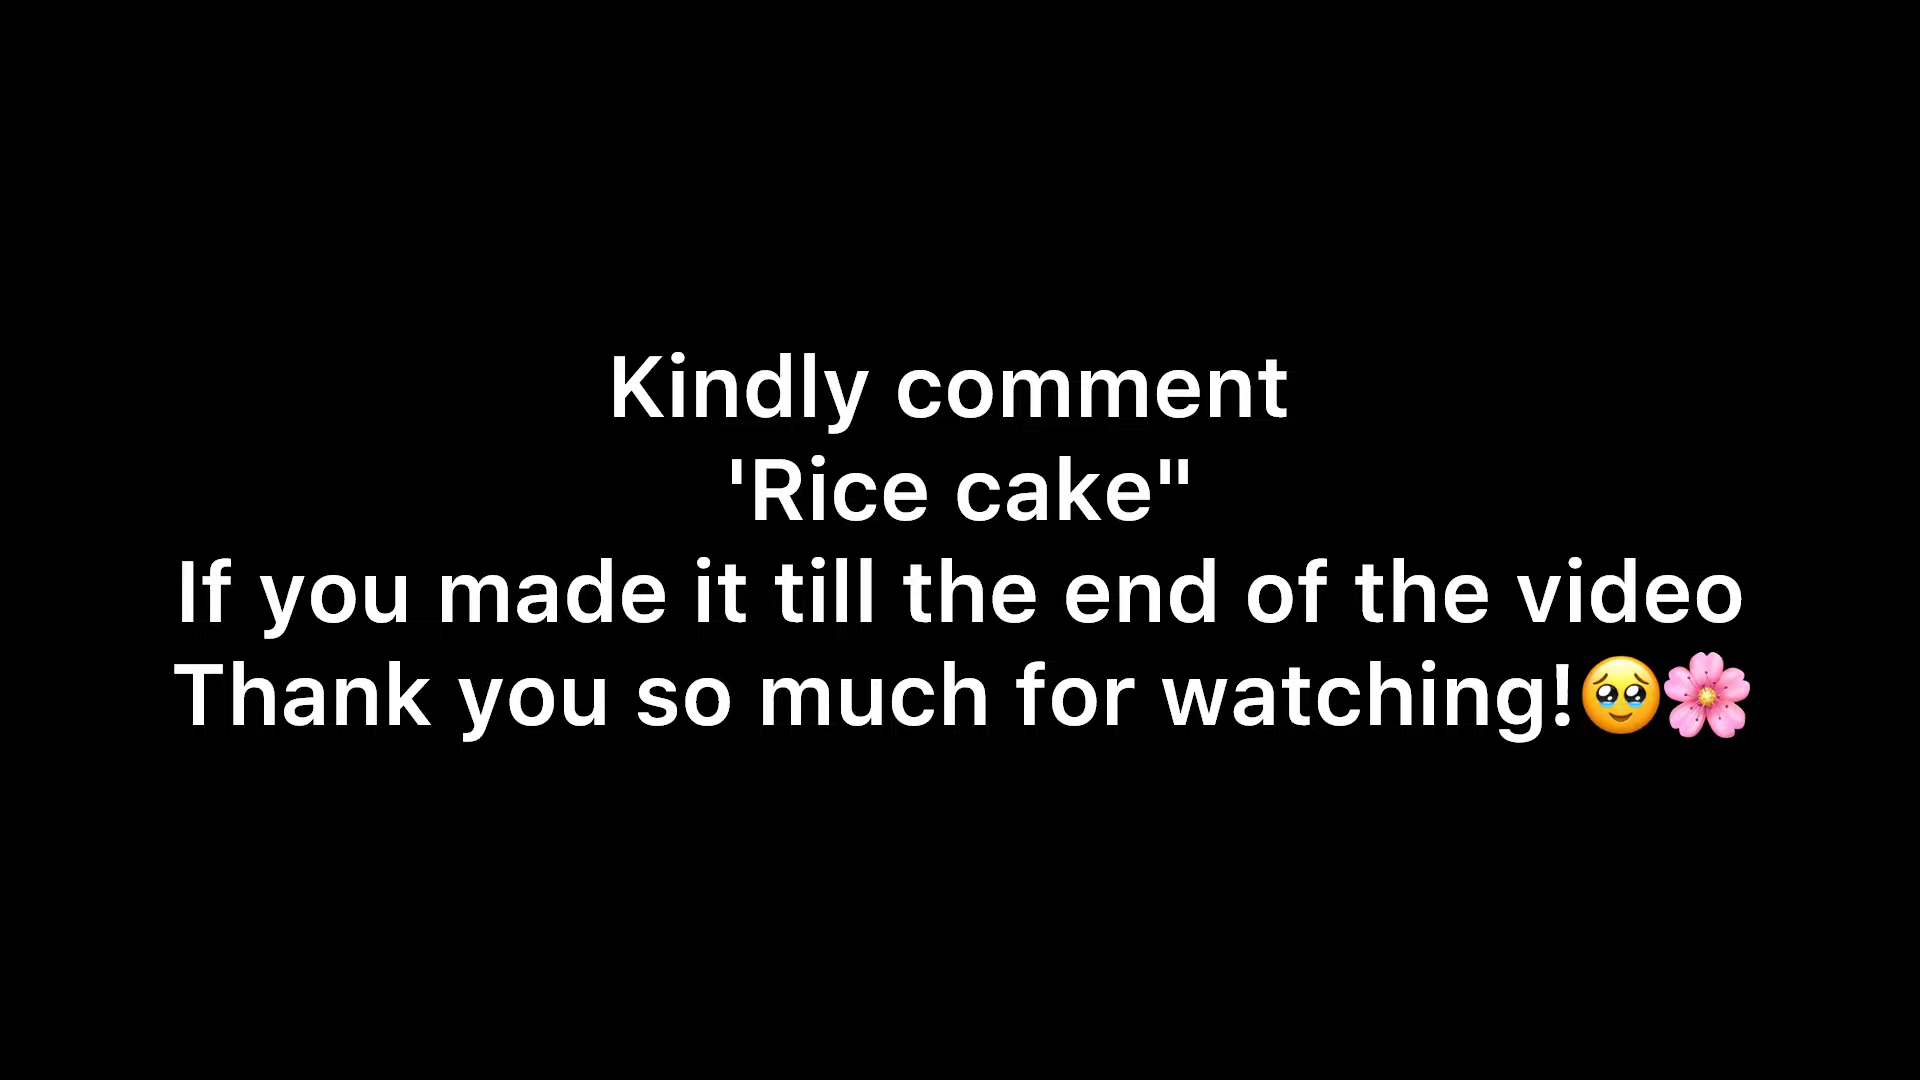 Kindly comment
'Rice cake"
If you made it till the end of the video
Thank you so much for watching!🥹🌸